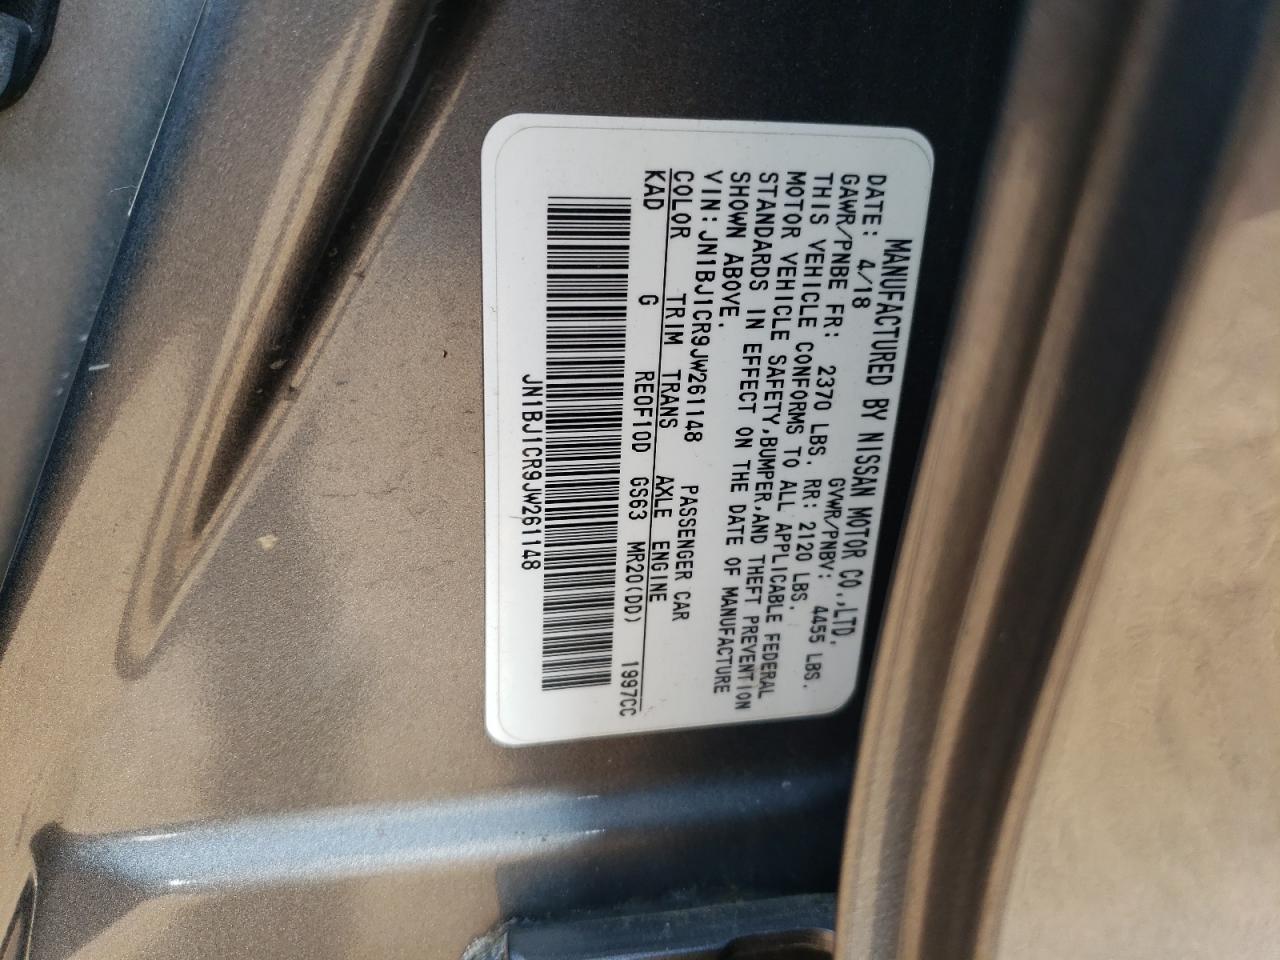 MANUFACTURED BY NISSAN MOTOR CO.,LTD.
DATE: 4/18 GVWR/PNBV: 4455 LBS.
GAWR/PNBE FR: 2370 LBS. RR: 2120 LBS.
THIS VEHICLE CONFORMS TO ALL APPLICABLE FEDERAL
MOTOR VEHICLE SAFETY,BUMPER,AND THEFT PREVENTION
STANDARDS IN EFFECT ON THE DATE OF MANUFACTURE
SHOWN ABOVE.
VIN: JN1BJ1CR9JW261148 PASSENGER CAR
COLOR TRIM TRANS AXLE ENGINE
KAD G RE0F10D GS63 MR20(DD) 1997CC
JN1BJ1CR9JW261148